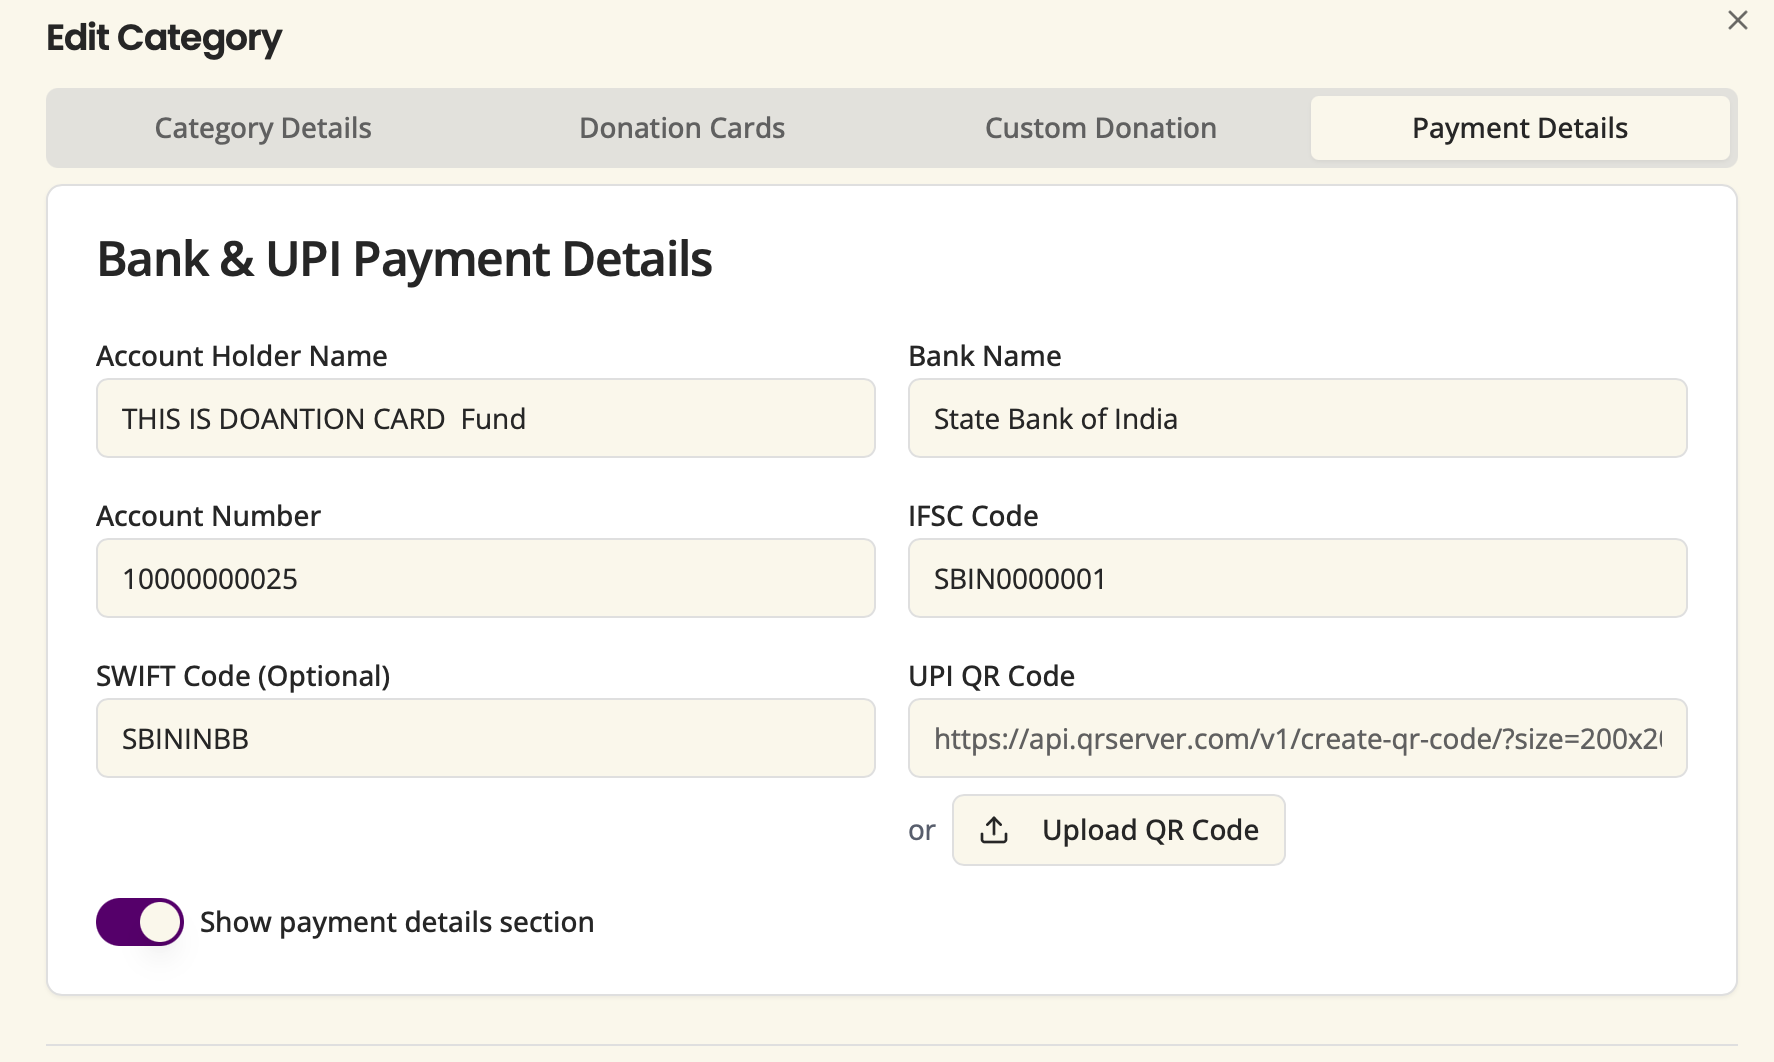 Edit Category
Category Details Donation Cards Custom Donation Payment Details
Bank & UPI Payment Details
Account Holder Name Bank Name
THIS IS DOANTION CARD  Fund State Bank of India
Account Number IFSC Code
10000000025 SBIN0000001
SWIFT Code (Optional) UPI QR Code
SBININBB https://api.qrserver.com/v1/create-qr-code/?size=200x20
or Upload QR Code
Show payment details section